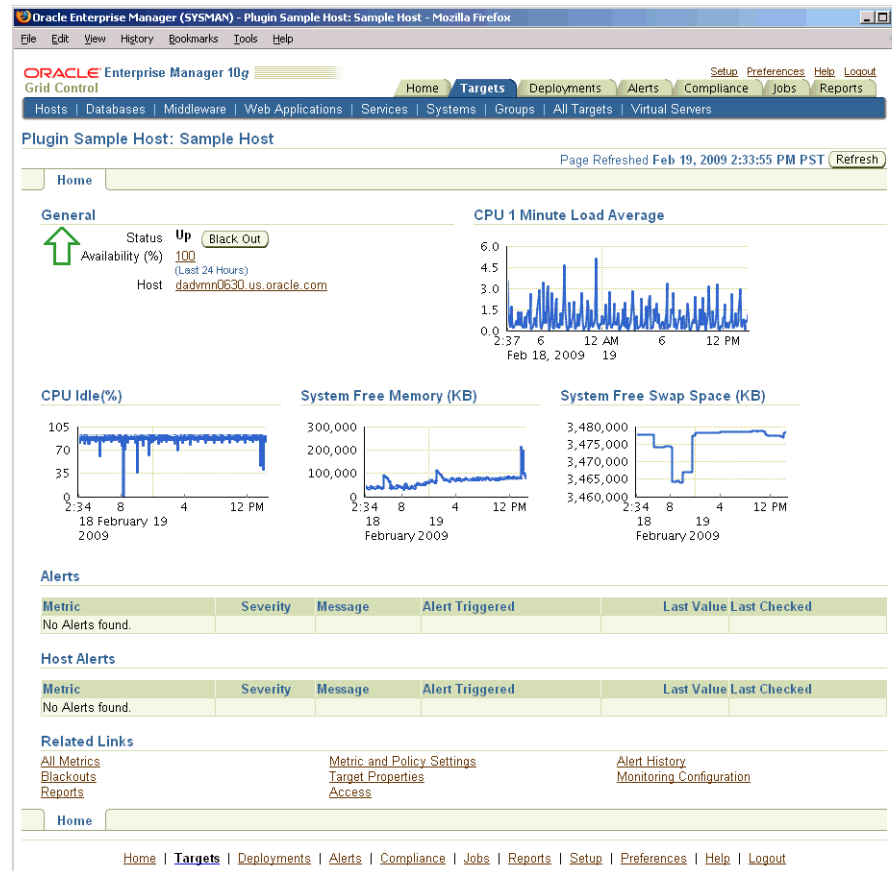 Oracle Enterprise Manager (SYSMAN) - Plugin Sample Host: Sample Host - Mozilla Firefox
File Edit View History Bookmarks Tools Help
ORACLE Enterprise Manager 10g
Grid Control
Setup Preferences Help Logout
Home Targets Deployments Alerts Compliance Jobs Reports
Hosts | Databases | Middleware | Web Applications | Services | Systems | Groups | All Targets | Virtual Servers
Plugin Sample Host: Sample Host
Page Refreshed Feb 19, 2009 2:33:55 PM PST Refresh
Home
General
Status Up Black Out
Availability (%) 100
(Last 24 Hours)
Host dadvmn0630.us.oracle.com
CPU 1 Minute Load Average
6.0
4.5
3.0
1.5
0.0
2:37 6 12 AM 6 12 PM
Feb 18, 2009 19
CPU Idle(%)
105
70
35
0
2:34 8 4 12 PM
18 February 19
2009
System Free Memory (KB)
300,000
200,000
100,000
0
2:34 8 4 12 PM
18 19
February 2009
System Free Swap Space (KB)
3,480,000
3,475,000
3,470,000
3,465,000
3,460,000
2:34 8 4 12 PM
18 19
February 2009
Alerts
Metric Severity Message Alert Triggered Last Value Last Checked
No Alerts found.
Host Alerts
Metric Severity Message Alert Triggered Last Value Last Checked
No Alerts found.
Related Links
All Metrics Metric and Policy Settings Alert History
Blackouts Target Properties Monitoring Configuration
Reports Access
Home
Home | Targets | Deployments | Alerts | Compliance | Jobs | Reports | Setup | Preferences | Help | Logout